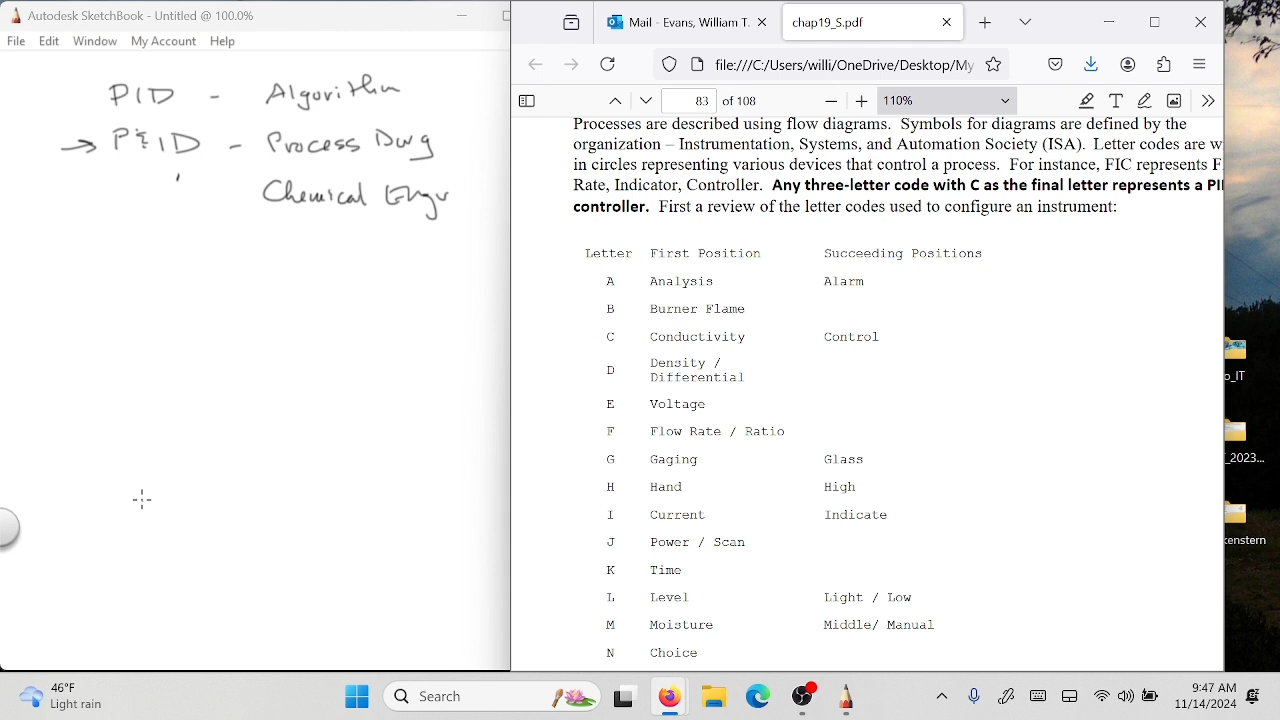 Autodesk SketchBook - Untitled @ 100.0%
File Edit Window My Account Help
PID - Algorithm
→ P&ID - Process Dwg
Chemical Engr
Mail - Evans, William T.
chap19_S.pdf
file:///C:/Users/willi/OneDrive/Desktop/My
83 of 108
110%
Processes are described using flow diagrams. Symbols for diagrams are defined by the
organization – Instrumentation, Systems, and Automation Society (ISA). Letter codes are w
in circles representing various devices that control a process. For instance, FIC represents F
Rate, Indicator, Controller. Any three-letter code with C as the final letter represents a PI
controller. First a review of the letter codes used to configure an instrument:
Letter First Position Succeeding Positions
A Analysis Alarm
B Burner Flame
C Conductivity Control
D Density /
Differential
E Voltage
F Flow Rate / Ratio
G Gaging Glass
H Hand High
I Current Indicate
J Power / Scan
K Time
L Level Light / Low
M Moisture Middle/ Manual
N Choice
o_IT
_2023...
kenstern
46°F
Light rain
Search
9:47 AM
11/14/2024